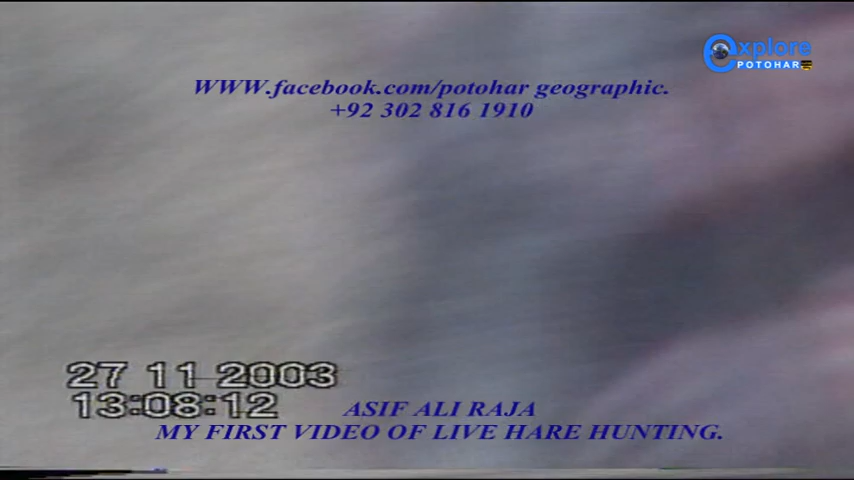 explore
POTOHAR
WWW.facebook.com/potohar geographic.
+92 302 816 1910
27 11 2003
13:08:12
ASIF ALI RAJA
MY FIRST VIDEO OF LIVE HARE HUNTING.